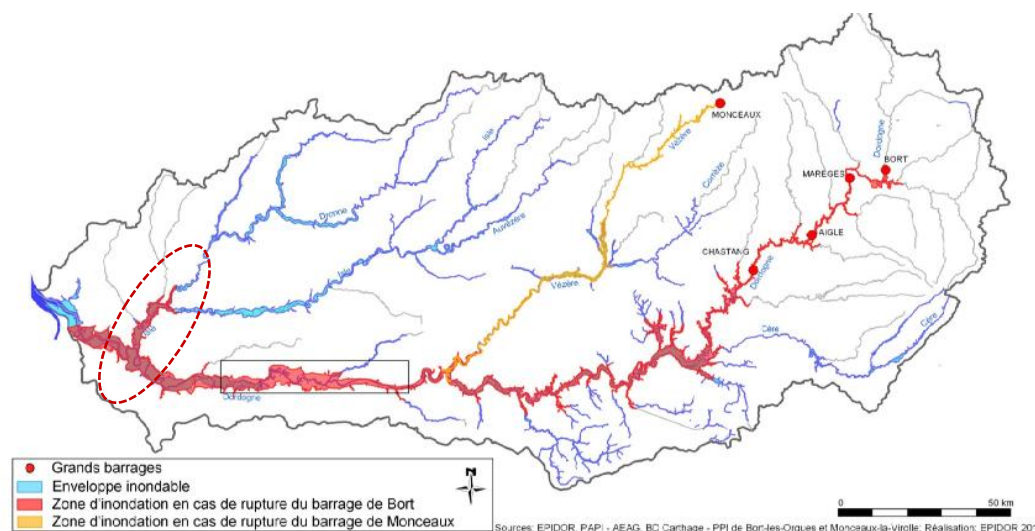 MONCEAUX
Isle
Vézère
Corrèze
Dordogne
BORT
MARÈGES
Dronne
Auvézère
AIGLE
CHASTANG
Isle
Vézère
Dordogne
Isle
Cère
Cère
Dordogne
Grands barrages
Enveloppe inondable
Zone d'inondation en cas de rupture du barrage de Bort
Zone d'inondation en cas de rupture du barrage de Monceaux
N
0 50 km
Sources: EPIDOR, PAPI - AEAG, BD Carthage - PPI de Bort-les-Orgues et Monceaux-la-Virolle; Réalisation: EPIDOR